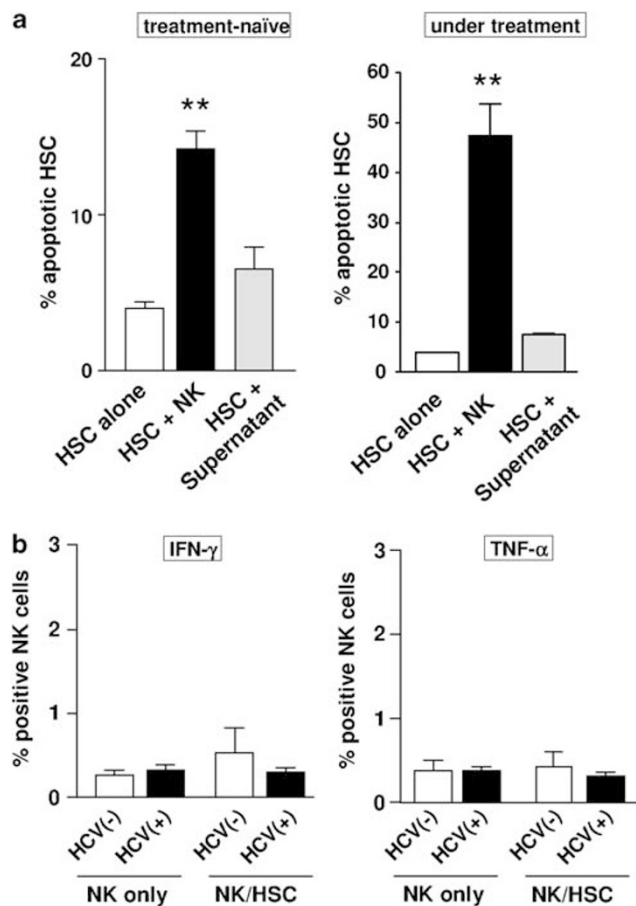 a
treatment-naïve
under treatment
% apoptotic HSC
20
10
0
**
HSC alone
HSC + NK
HSC +
Supernatant
% apoptotic HSC
60
50
40
30
20
10
0
**
HSC alone
HSC + NK
HSC +
Supernatant
b
IFN-γ
TNF-α
% positive NK cells
3
2
1
0
HCV(-)
HCV(+)
HCV(-)
HCV(+)
NK only
NK/HSC
% positive NK cells
3
2
1
0
HCV(-)
HCV(+)
HCV(-)
HCV(+)
NK only
NK/HSC